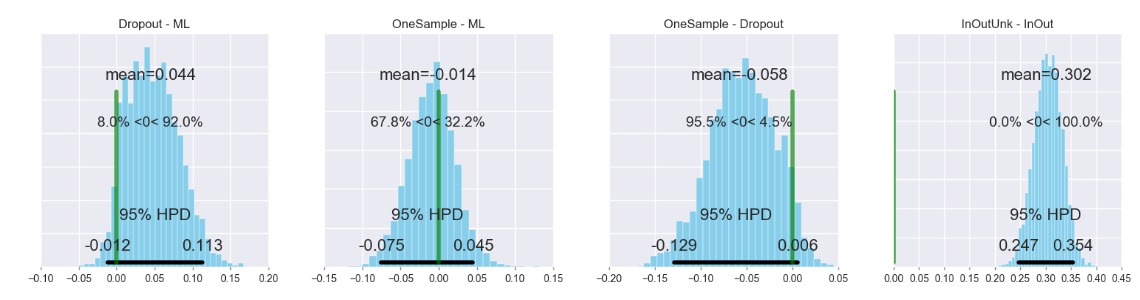 Dropout - ML
mean=0.044
8.0% <0< 92.0%
95% HPD
-0.012 0.113
-0.10 -0.05 0.00 0.05 0.10 0.15 0.20
OneSample - ML
mean=-0.014
67.8% <0< 32.2%
95% HPD
-0.075 0.045
-0.15 -0.10 -0.05 0.00 0.05 0.10 0.15
OneSample - Dropout
mean=-0.058
95.5% <0< 4.5%
95% HPD
-0.129 0.006
-0.20 -0.15 -0.10 -0.05 0.00 0.05
InOutUnk - InOut
mean=0.302
0.0% <0< 100.0%
95% HPD
0.247 0.354
0.00 0.05 0.10 0.15 0.20 0.25 0.30 0.35 0.40 0.45